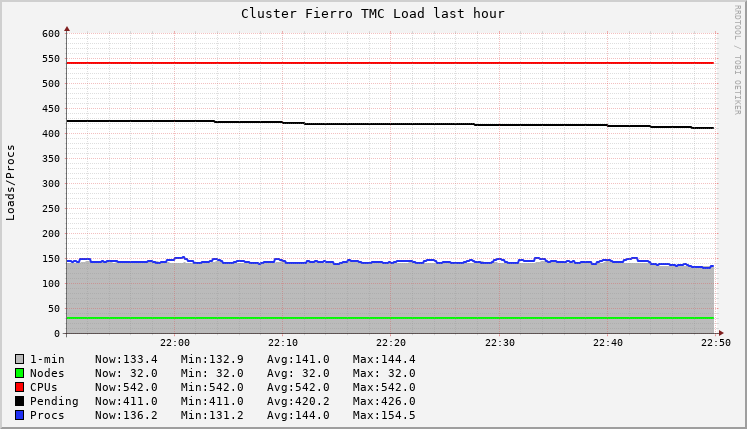 Cluster Fierro TMC Load last hour
RRDTOOL / TOBI OETIKER
Loads/Procs
600
550
500
450
400
350
300
250
200
150
100
50
0
22:00 22:10 22:20 22:30 22:40 22:50
1-min Now:133.4 Min:132.9 Avg:141.0 Max:144.4
Nodes Now: 32.0 Min: 32.0 Avg: 32.0 Max: 32.0
CPUs Now:542.0 Min:542.0 Avg:542.0 Max:542.0
Pending Now:411.0 Min:411.0 Avg:420.2 Max:426.0
Procs Now:136.2 Min:131.2 Avg:144.0 Max:154.5